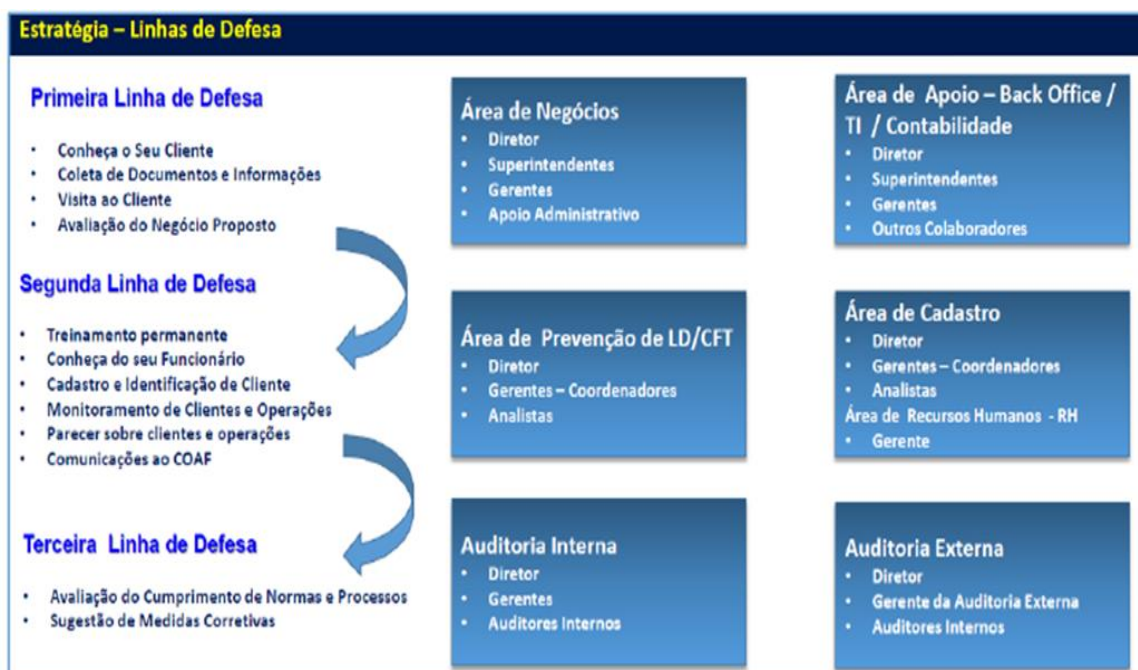 Estratégia – Linhas de Defesa
Primeira Linha de Defesa
• Conheça o Seu Cliente
• Coleta de Documentos e Informações
• Visita ao Cliente
• Avaliação do Negócio Proposto
Área de Negócios
• Diretor
• Superintendentes
• Gerentes
• Apoio Administrativo
Área de Apoio – Back Office /
TI / Contabilidade
• Diretor
• Superintendentes
• Gerentes
• Outros Colaboradores
Segunda Linha de Defesa
• Treinamento permanente
• Conheça do seu Funcionário
• Cadastro e Identificação de Cliente
• Monitoramento de Clientes e Operações
• Parecer sobre clientes e operações
• Comunicações ao COAF
Área de Prevenção de LD/CFT
• Diretor
• Gerentes – Coordenadores
• Analistas
Área de Cadastro
• Diretor
• Gerentes – Coordenadores
• Analistas
Área de Recursos Humanos - RH
• Gerente
Terceira Linha de Defesa
• Avaliação do Cumprimento de Normas e Processos
• Sugestão de Medidas Corretivas
Auditoria Interna
• Diretor
• Gerentes
• Auditores Internos
Auditoria Externa
• Diretor
• Gerente da Auditoria Externa
• Auditores Internos